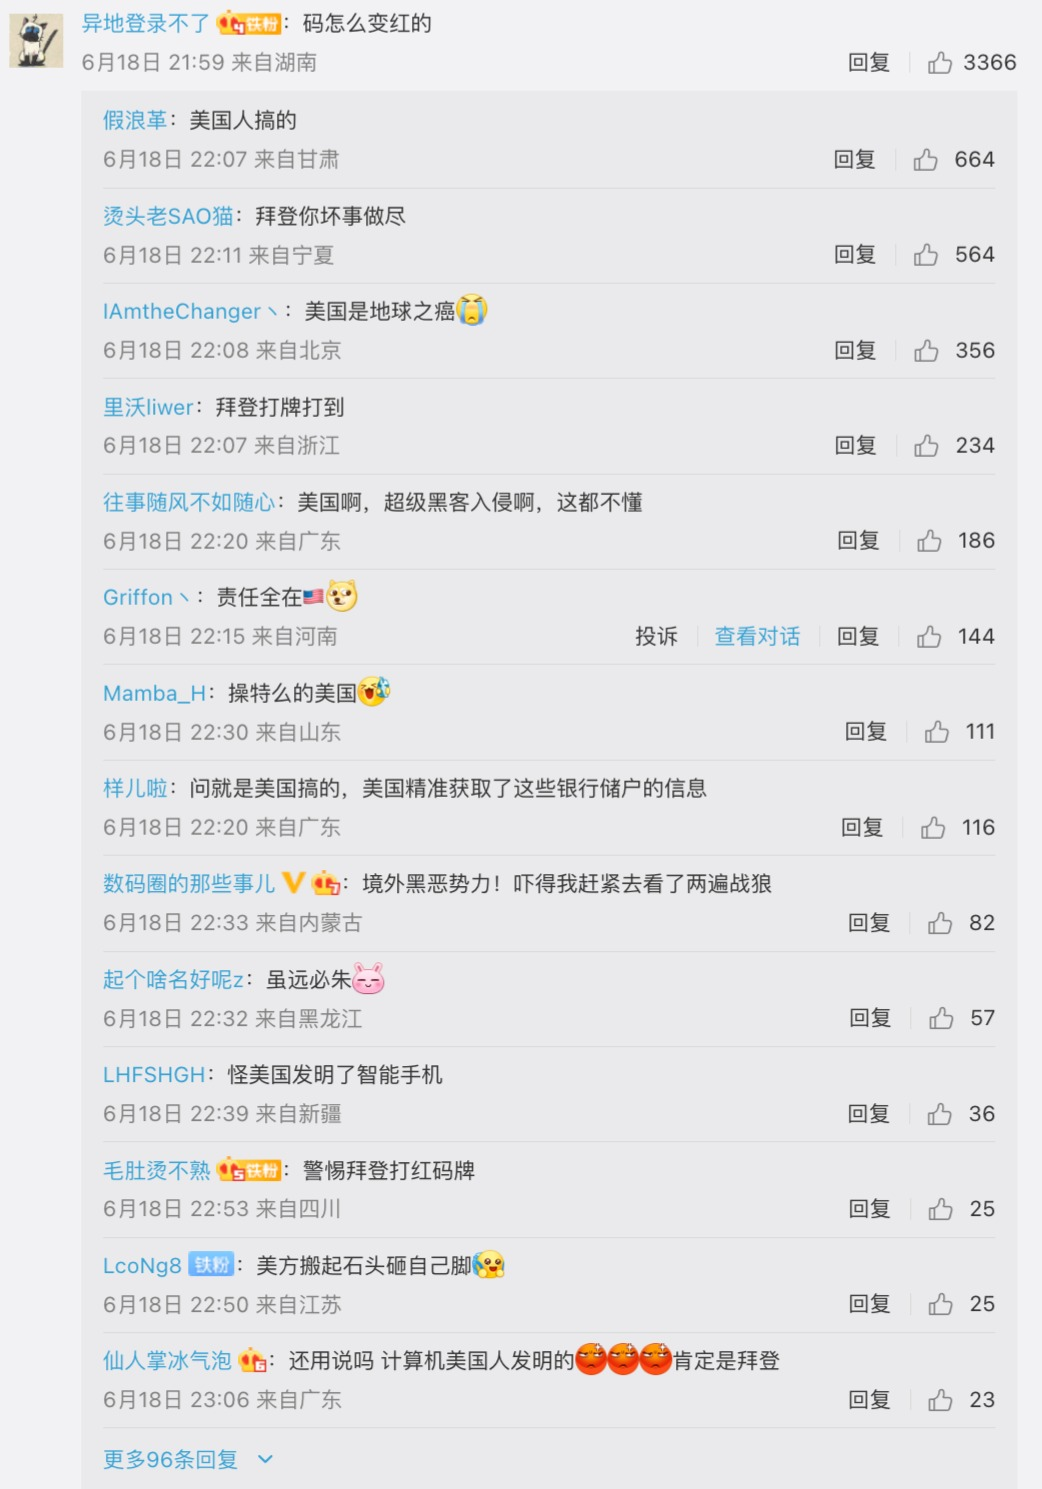 异地登录不了 4铁粉：码怎么变红的
6月18日 21:59 来自湖南 回复 3366
假浪革：美国人搞的
6月18日 22:07 来自甘肃 回复 664
烫头老SAO猫：拜登你坏事做尽
6月18日 22:11 来自宁夏 回复 564
IAmtheChanger丶：美国是地球之癌
6月18日 22:08 来自北京 回复 356
里沃liwer：拜登打牌打到
6月18日 22:07 来自浙江 回复 234
往事随风不如随心：美国啊，超级黑客入侵啊，这都不懂
6月18日 22:20 来自广东 回复 186
Griffon丶：责任全在🇺🇸
6月18日 22:15 来自河南 投诉 查看对话 回复 144
Mamba_H：操特么的美国
6月18日 22:30 来自山东 回复 111
样儿啦：问就是美国搞的，美国精准获取了这些银行储户的信息
6月18日 22:20 来自广东 回复 116
数码圈的那些事儿 V 7：境外黑恶势力！吓得我赶紧去看了两遍战狼
6月18日 22:33 来自内蒙古 回复 82
起个啥名好呢z：虽远必朱
6月18日 22:32 来自黑龙江 回复 57
LHFSHGH：怪美国发明了智能手机
6月18日 22:39 来自新疆 回复 36
毛肚烫不熟 5铁粉：警惕拜登打红码牌
6月18日 22:53 来自四川 回复 25
LcoNg8 铁粉：美方搬起石头砸自己脚
6月18日 22:50 来自江苏 回复 25
仙人掌冰气泡 6：还用说吗 计算机美国人发明的肯定是拜登
6月18日 23:06 来自广东 回复 23
更多96条回复